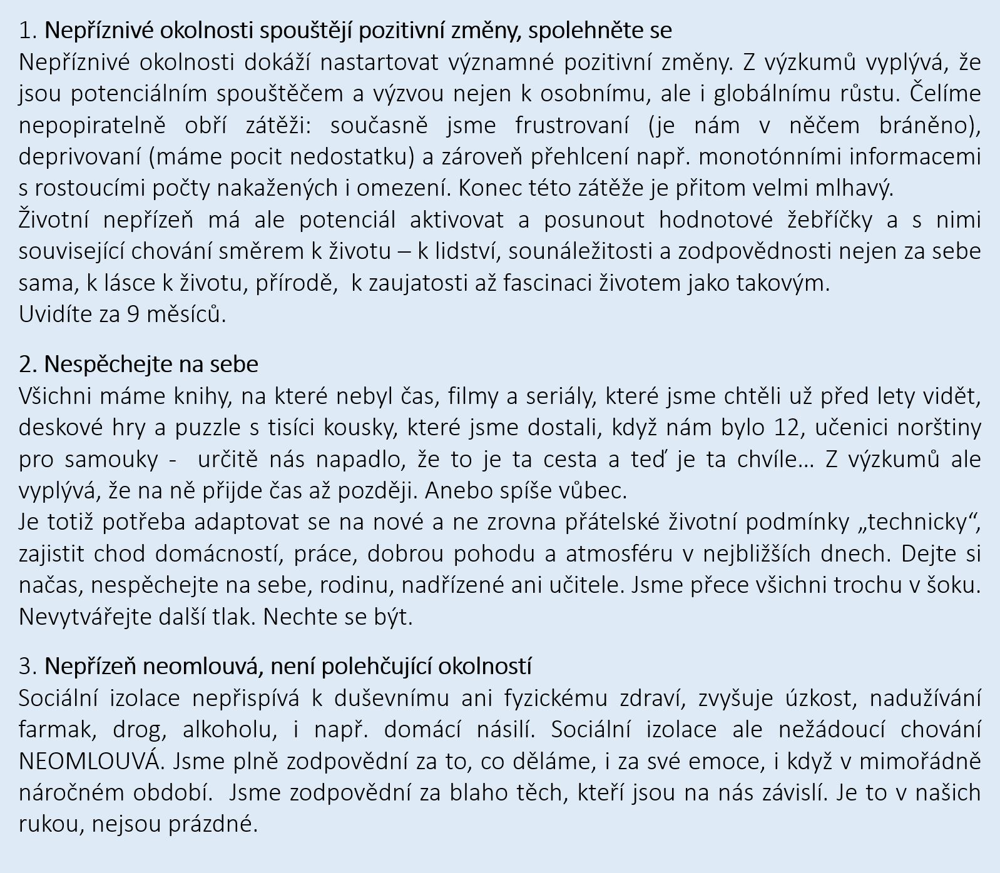 1. Nepříznivé okolnosti spouštějí pozitivní změny, spolehněte se
Nepříznivé okolnosti dokáží nastartovat významné pozitivní změny. Z výzkumů vyplývá, že
jsou potenciálním spouštěčem a výzvou nejen k osobnímu, ale i globálnímu růstu. Čelíme
nepopiratelně obří zátěži: současně jsme frustrovaní (je nám v něčem bráněno),
deprivovaní (máme pocit nedostatku) a zároveň přehlcení např. monotónními informacemi
s rostoucími počty nakažených i omezení. Konec této zátěže je přitom velmi mlhavý.
Životní nepřízeň má ale potenciál aktivovat a posunout hodnotové žebříčky a s nimi
související chování směrem k životu – k lidství, sounáležitosti a zodpovědnosti nejen za sebe
sama, k lásce k životu, přírodě,  k zaujatosti až fascinaci životem jako takovým.
Uvidíte za 9 měsíců.
2. Nespěchejte na sebe
Všichni máme knihy, na které nebyl čas, filmy a seriály, které jsme chtěli už před lety vidět,
deskové hry a puzzle s tisíci kousky, které jsme dostali, když nám bylo 12, učenici norštiny
pro samouky -  určitě nás napadlo, že to je ta cesta a teď je ta chvíle… Z výzkumů ale
vyplývá, že na ně přijde čas až později. Anebo spíše vůbec.
Je totiž potřeba adaptovat se na nové a ne zrovna přátelské životní podmínky „technicky“,
zajistit chod domácností, práce, dobrou pohodu a atmosféru v nejbližších dnech. Dejte si
načas, nespěchejte na sebe, rodinu, nadřízené ani učitele. Jsme přece všichni trochu v šoku.
Nevytvářejte další tlak. Nechte se být.
3. Nepřízeň neomlouvá, není polehčující okolností
Sociální izolace nepřispívá k duševnímu ani fyzickému zdraví, zvyšuje úzkost, nadužívání
farmak, drog, alkoholu, i např. domácí násilí. Sociální izolace ale nežádoucí chování
NEOMLOUVÁ. Jsme plně zodpovědní za to, co děláme, i za své emoce, i když v mimořádně
náročném období.  Jsme zodpovědní za blaho těch, kteří jsou na nás závislí. Je to v našich
rukou, nejsou prázdné.